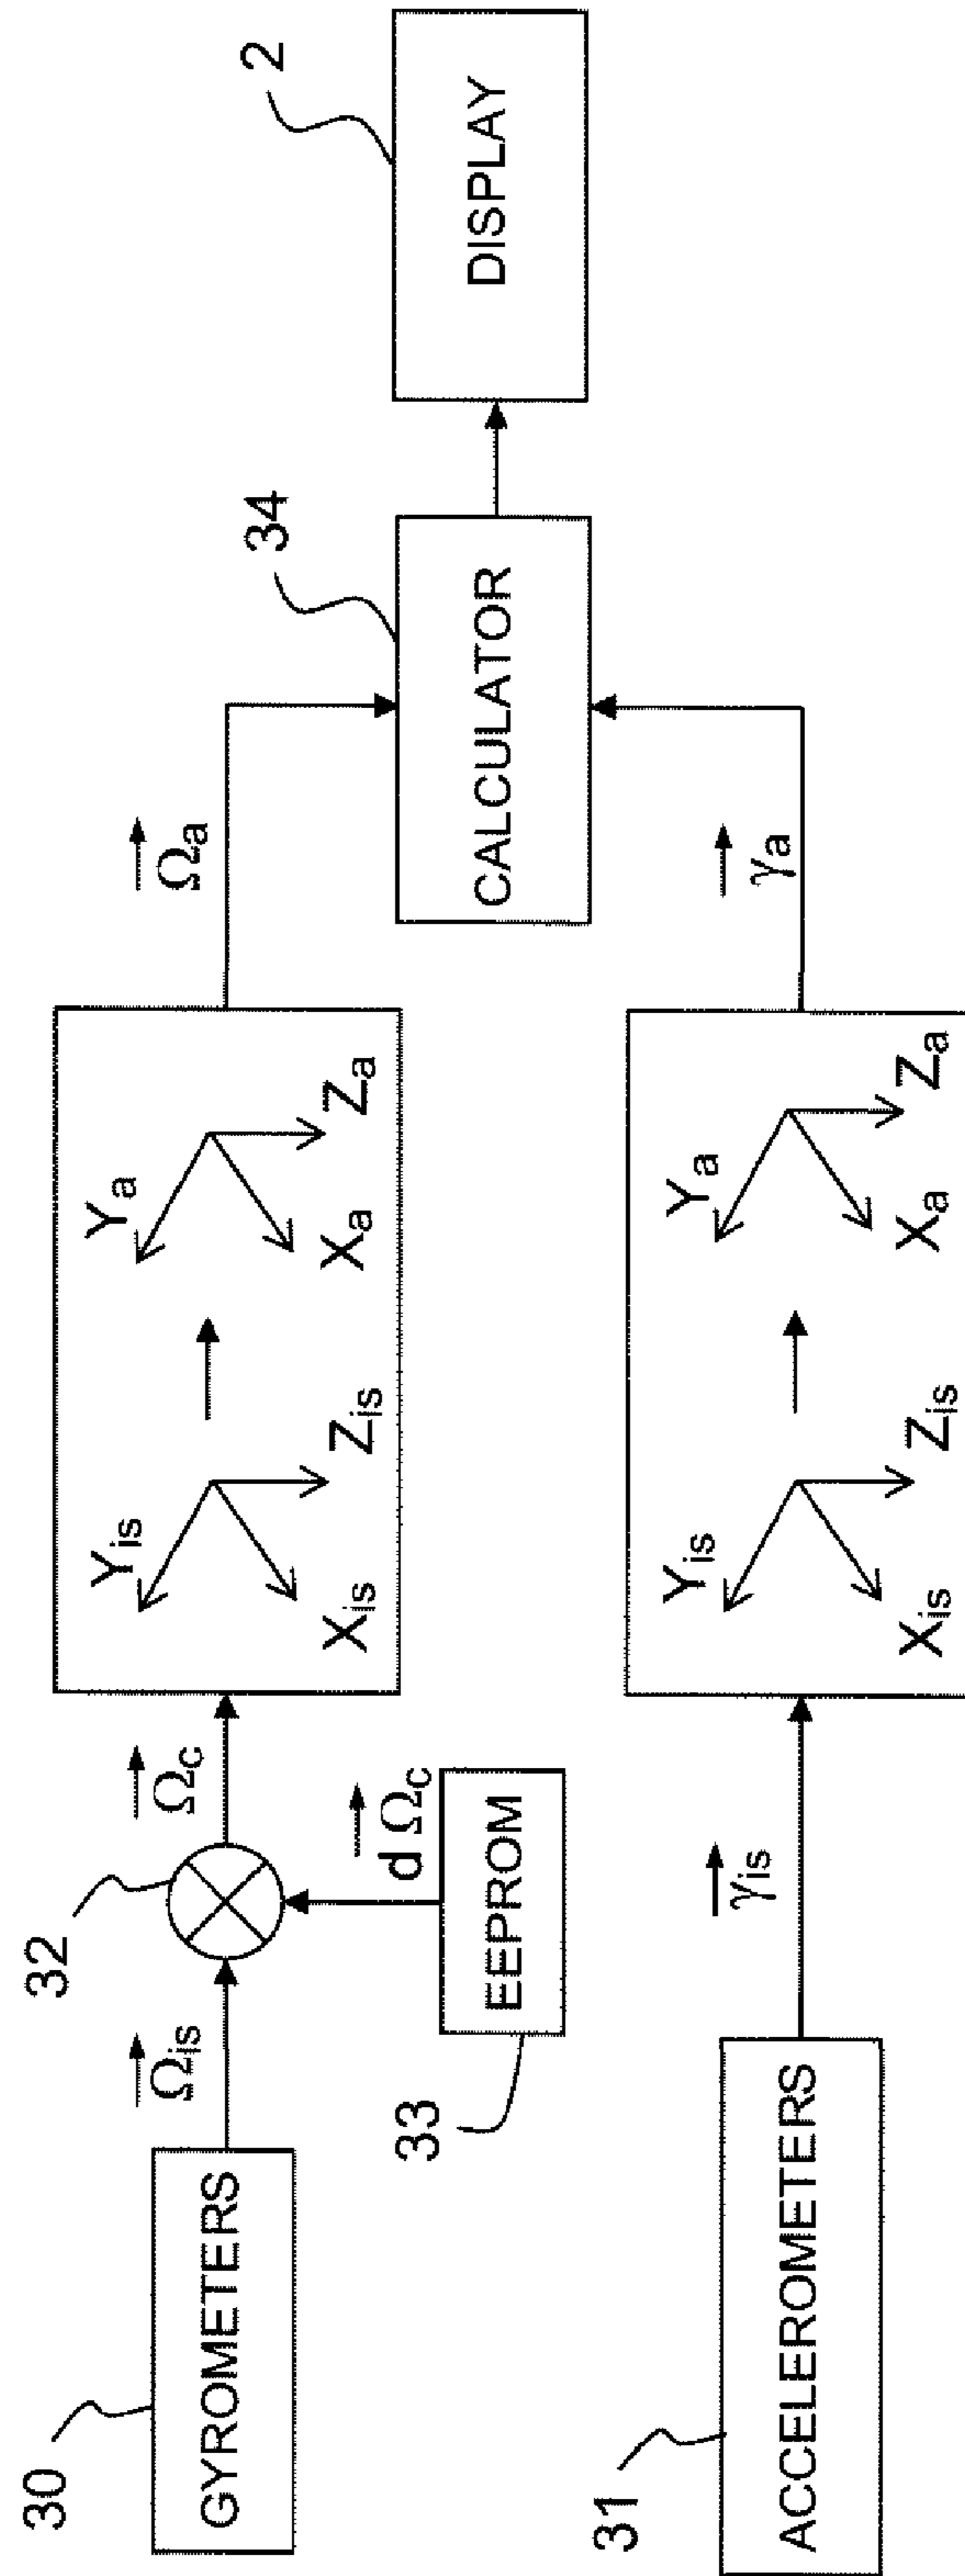 30
GYROMETERS
Ωis
32
Ωc
d Ωc
EEPROM
33
Yis
Xis
Zis
Ya
Xa
Za
Ωa
34
CALCULATOR
2
DISPLAY
31
ACCELEROMETERS
γis
Yis
Xis
Zis
Ya
Xa
Za
γa